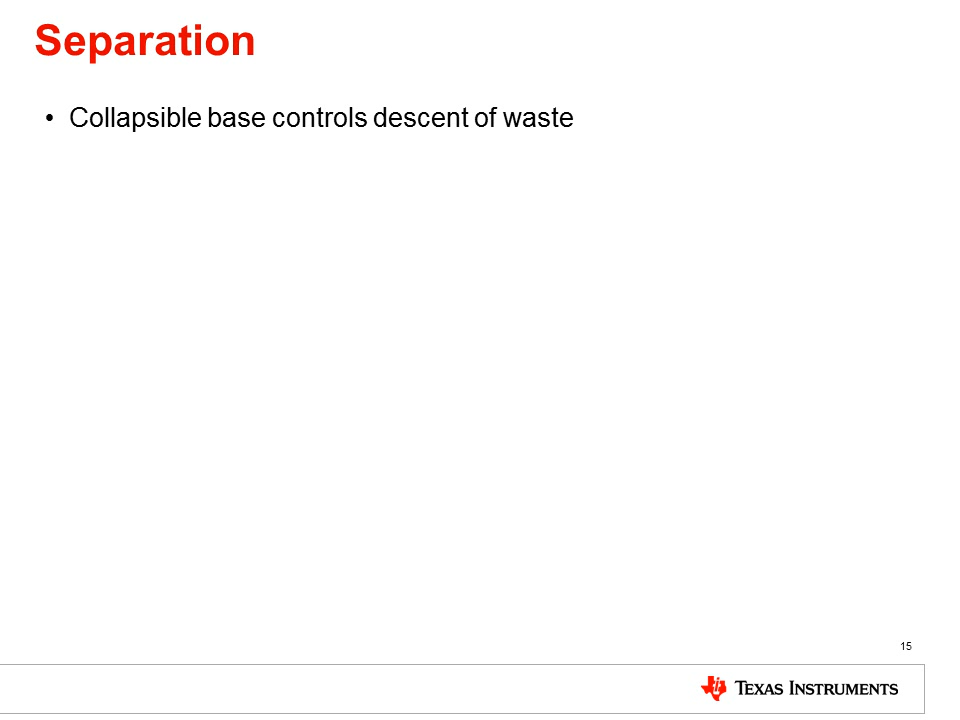 Separation
• Collapsible base controls descent of waste
15
Texas Instruments